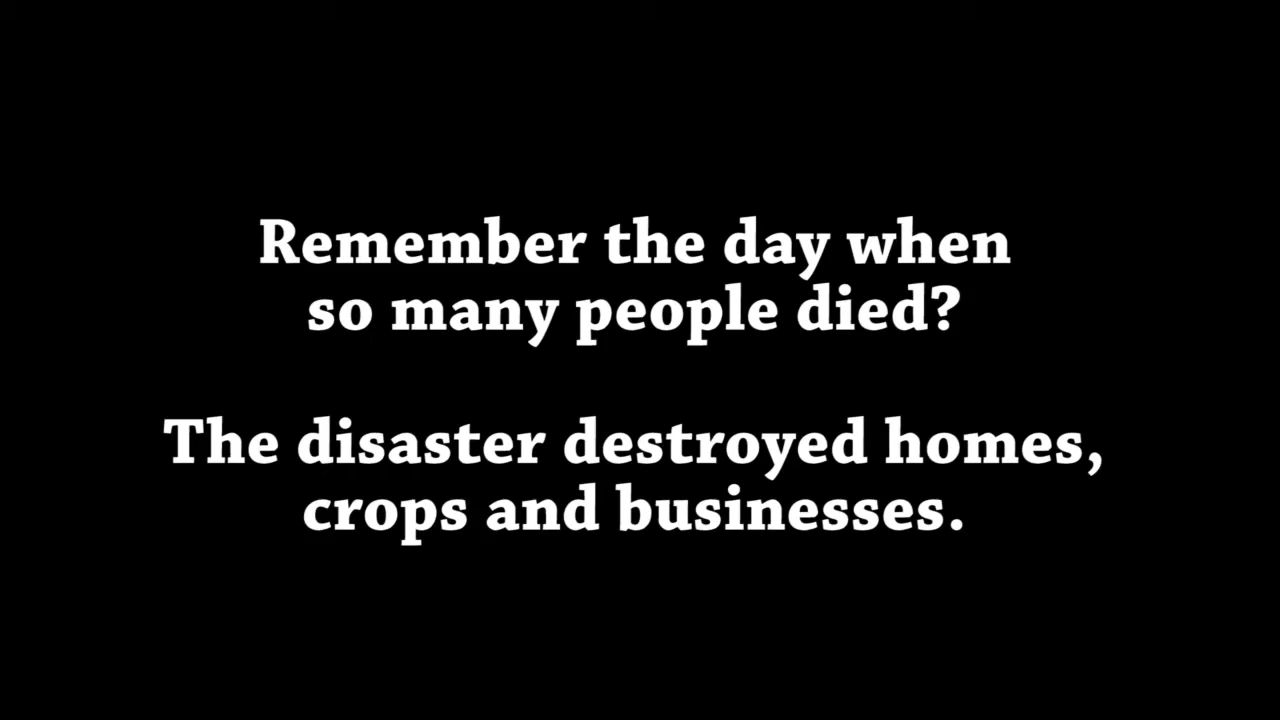 Remember the day when
so many people died?
The disaster destroyed homes,
crops and businesses.